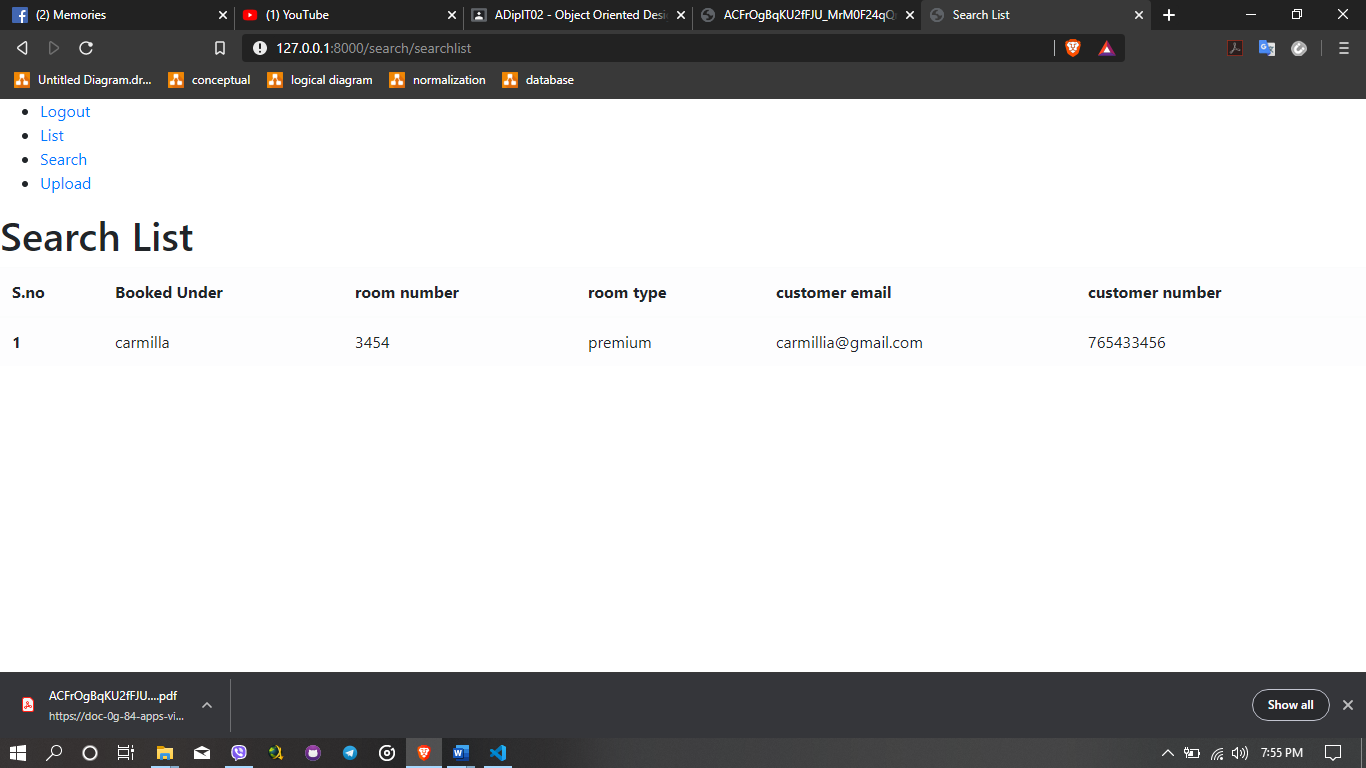 (2) Memories
(1) YouTube
ADipIT02 - Object Oriented Desi
ACFrOgBqKU2fFJU_MrM0F24qQ
Search List
127.0.0.1:8000/search/searchlist
Untitled Diagram.dr...
conceptual
logical diagram
normalization
database
Logout
List
Search
Upload
Search List
S.no Booked Under room number room type customer email customer number
1 carmilla 3454 premium carmillia@gmail.com 765433456
ACFrOgBqKU2fFJU....pdf
https://doc-0g-84-apps-vi...
Show all
7:55 PM